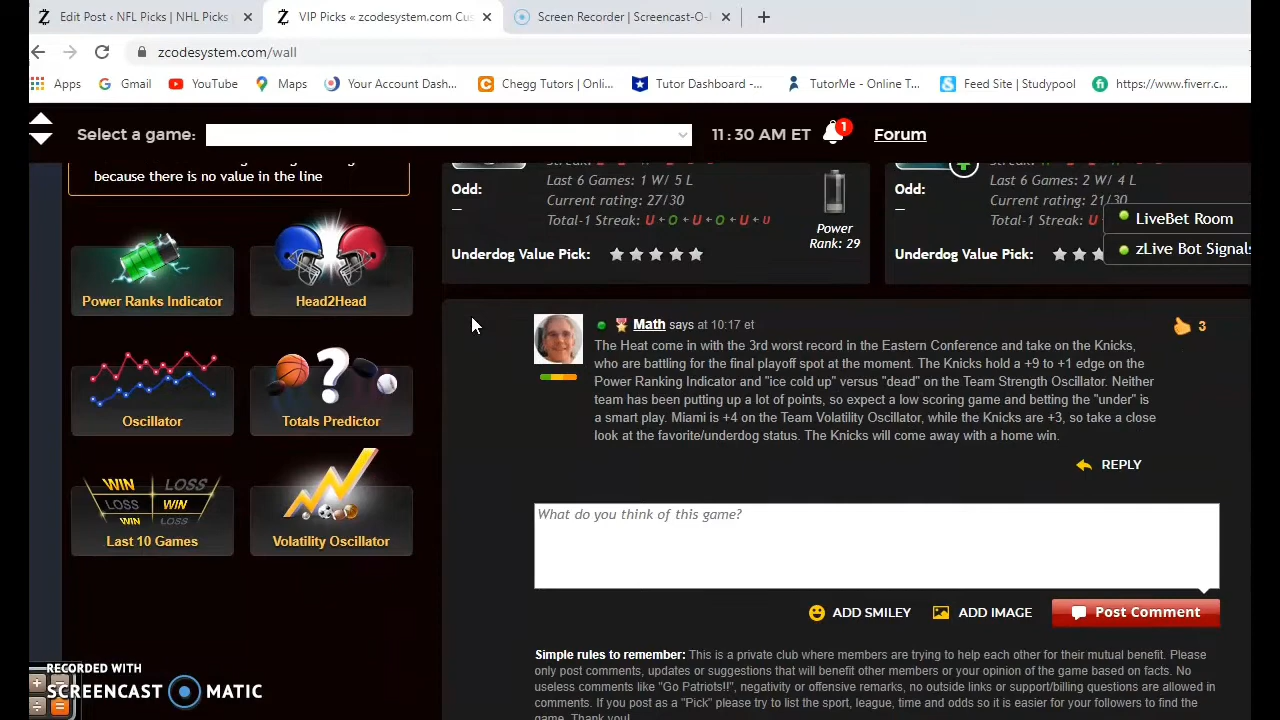 Edit Post ‹ NFL Picks | NHL Picks
VIP Picks « zcodesystem.com Cus
Screen Recorder | Screencast-O-
zcodesystem.com/wall
Apps
Gmail
YouTube
Maps
Your Account Dash...
Chegg Tutors | Onli...
Tutor Dashboard -...
TutorMe - Online T...
Feed Site | Studypool
https://www.fiverr.c...
Select a game:
11:30 AM ET
1
Forum
because there is no value in the line
Power Ranks Indicator
Head2Head
Oscillator
Totals Predictor
WIN LOSS
LOSS WIN
WIN LOSS
Last 10 Games
Volatility Oscillator
Odd:
Last 6 Games: 1 W/ 5 L
Current rating: 27/30
Total-1 Streak: U - O - U - O - U - U
Power
Rank: 29
Underdog Value Pick:
Odd:
Last 6 Games: 2 W/ 4 L
Current rating: 21/30
Total-1 Streak: U
Underdog Value Pick:
LiveBet Room
zLive Bot Signals
Math says at 10:17 et
3
The Heat come in with the 3rd worst record in the Eastern Conference and take on the Knicks,
who are battling for the final playoff spot at the moment. The Knicks hold a +9 to +1 edge on the
Power Ranking Indicator and "ice cold up" versus "dead" on the Team Strength Oscillator. Neither
team has been putting up a lot of points, so expect a low scoring game and betting the "under" is
a smart play. Miami is +4 on the Team Volatility Oscillator, while the Knicks are +3, so take a close
look at the favorite/underdog status. The Knicks will come away with a home win.
REPLY
What do you think of this game?
ADD SMILEY
ADD IMAGE
Post Comment
Simple rules to remember: This is a private club where members are trying to help each other for their mutual benefit. Please
only post comments, updates or suggestions that will benefit other members or your opinion of the game based on facts. No
useless comments like "Go Patriots!!", negativity or offensive remarks, no outside links or support/billing questions are allowed in
comments. If you post as a "Pick" please try to list the sport, league, time and odds so it is easier for your followers to find the
game. Thank you!
RECORDED WITH
SCREENCAST MATIC